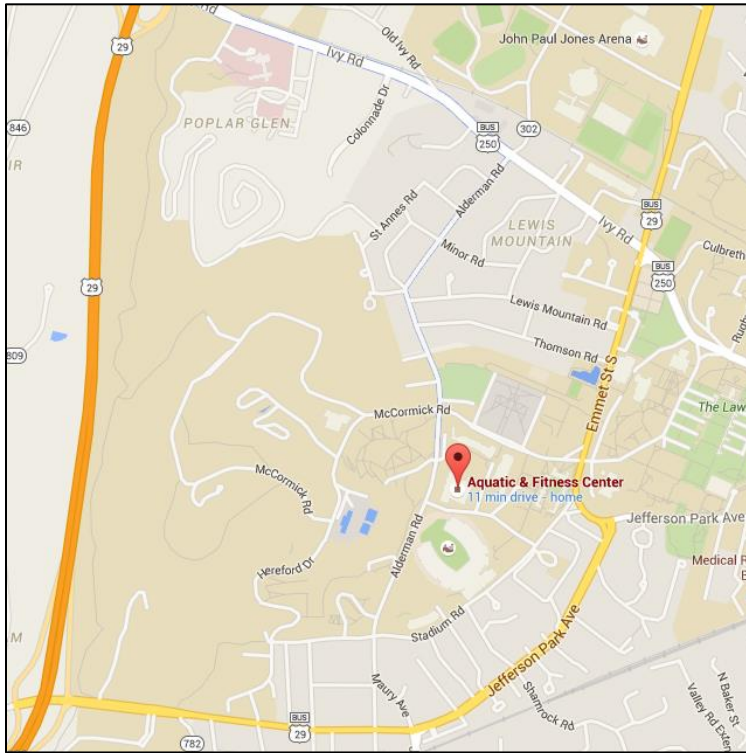 29
Ivy Rd
Old Ivy Rd
John Paul Jones Arena
846
POPLAR GLEN
Colonnade Dr
BUS
250
302
St Annes Rd
Alderman Rd
LEWIS
MOUNTAIN
Ivy Rd
BUS
29
Culbreth
Minor Rd
BUS
250
29
Lewis Mountain Rd
Thomson Rd
809
Emmet St S
McCormick Rd
The Law
McCormick Rd
Aquatic & Fitness Center
11 min drive - home
Jefferson Park Ave
Alderman Rd
Hereford Dr
Medical R
Stadium Rd
Jefferson Park Ave
Maury Ave
Shamrock Rd
N Baker St
Valley Rd Exte
BUS
29
782
29